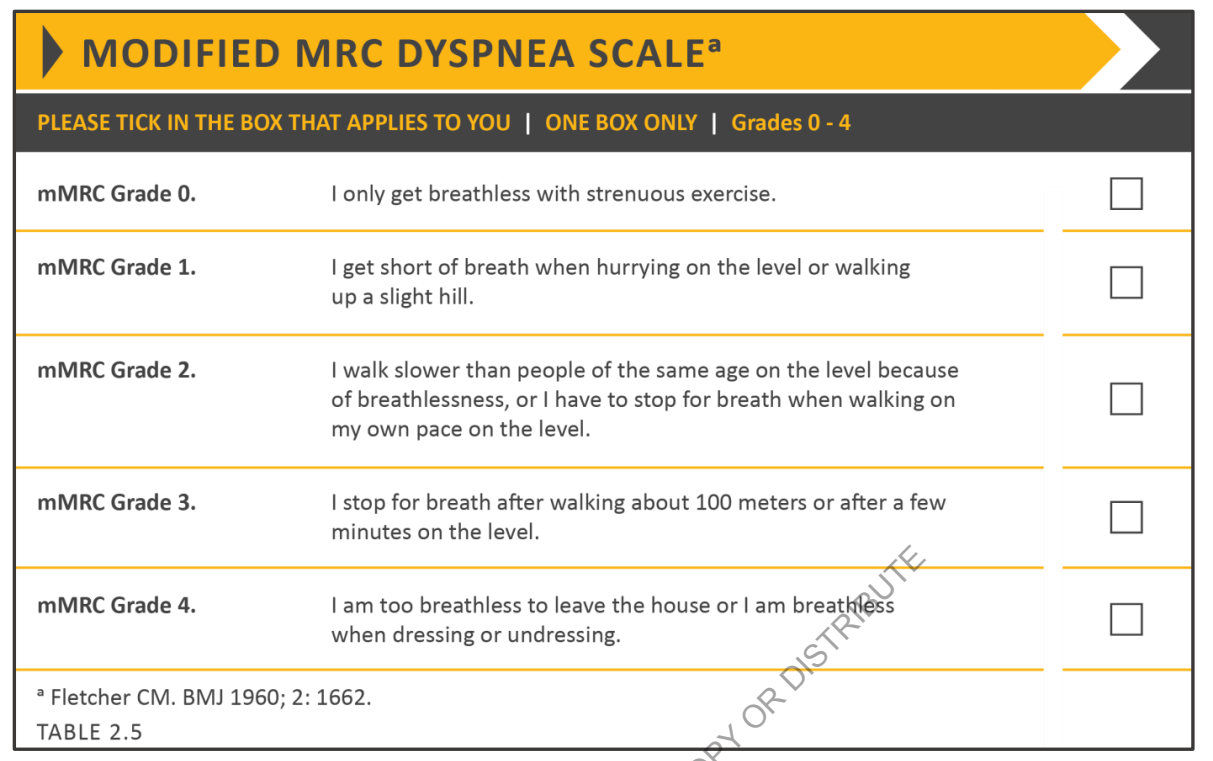 MODIFIED MRC DYSPNEA SCALEª
PLEASE TICK IN THE BOX THAT APPLIES TO YOU | ONE BOX ONLY | Grades 0 - 4
mMRC Grade 0. I only get breathless with strenuous exercise.
mMRC Grade 1. I get short of breath when hurrying on the level or walking
up a slight hill.
mMRC Grade 2. I walk slower than people of the same age on the level because
of breathlessness, or I have to stop for breath when walking on
my own pace on the level.
mMRC Grade 3. I stop for breath after walking about 100 meters or after a few
minutes on the level.
mMRC Grade 4. I am too breathless to leave the house or I am breathless
when dressing or undressing.
ª Fletcher CM. BMJ 1960; 2: 1662.
TABLE 2.5
OR DISTRIBUTE